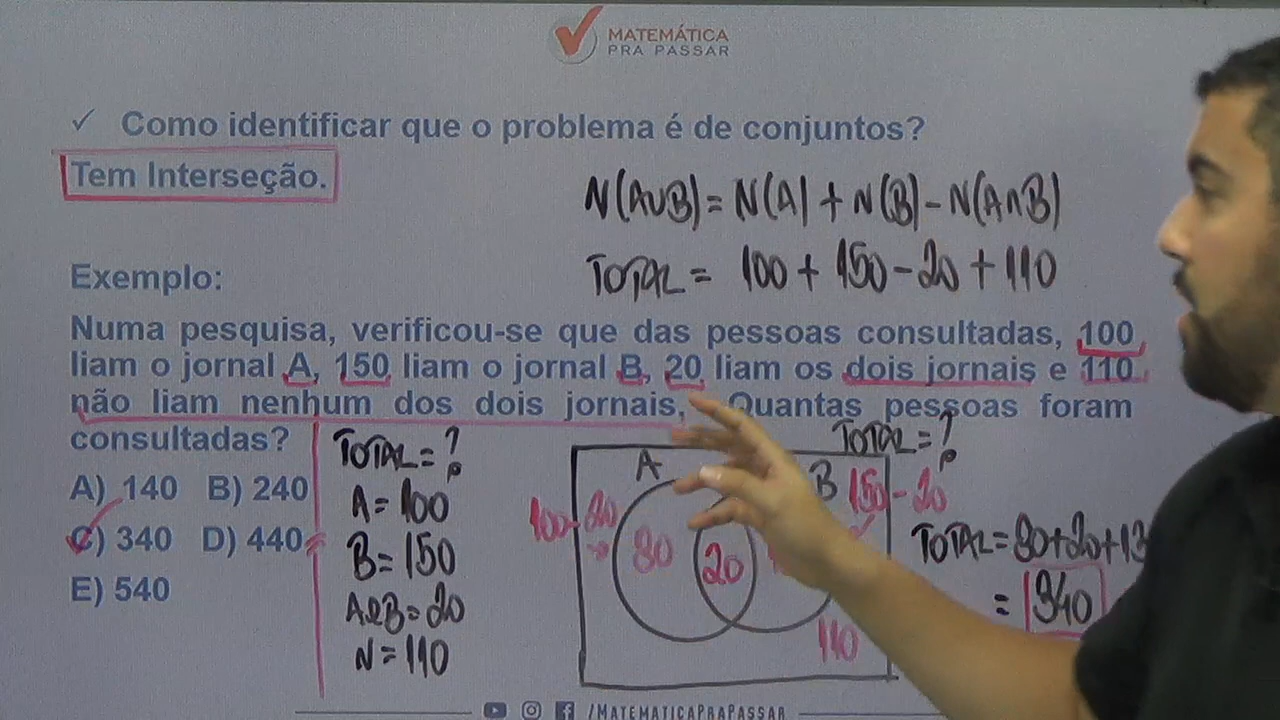 MATEMÁTICA
PRA PASSAR
✓ Como identificar que o problema é de conjuntos?
Tem Interseção.
N(A∪B) = N(A) + N(B) - N(A∩B)
TOTAL = 100 + 150 - 20 + 110
Exemplo:
Numa pesquisa, verificou-se que das pessoas consultadas, 100
liam o jornal A, 150 liam o jornal B, 20 liam os dois jornais e 110
não liam nenhum dos dois jornais, Quantas pessoas foram
consultadas?
A) 140 B) 240
C) 340 D) 440
E) 540
TOTAL = ?
A = 100
B = 150
A e B = 20
N = 110
TOTAL = ?
A
B
150 - 20
100 - 20
80
20
110
TOTAL = 80+20+13
= 340
/MATEMATICAPRAPASSAR